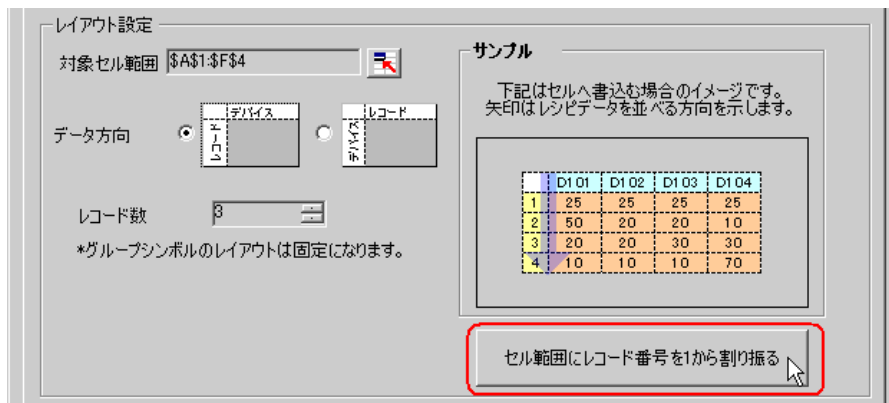 レイアウト設定
対象セル範囲 $A$1:$F$4
データ方向
デバイス
レコード
レコード
デバイス
レコード数 3
*グループシンボルのレイアウトは固定になります。
サンプル
下記はセルへ書込む場合のイメージです。
矢印はレシピデータを並べる方向を示します。
D101 D102 D103 D104
1 25 25 25 25
2 50 20 20 10
3 20 20 30 30
4 10 10 10 70
セル範囲にレコード番号を1から割り振る